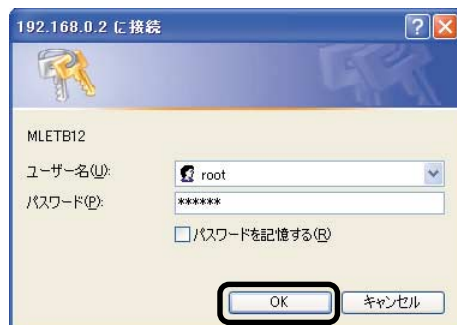 192.168.0.2 に接続
MLETB12
ユーザー名(U):
root
パスワード(P):
******
パスワードを記憶する(R)
OK
キャンセル